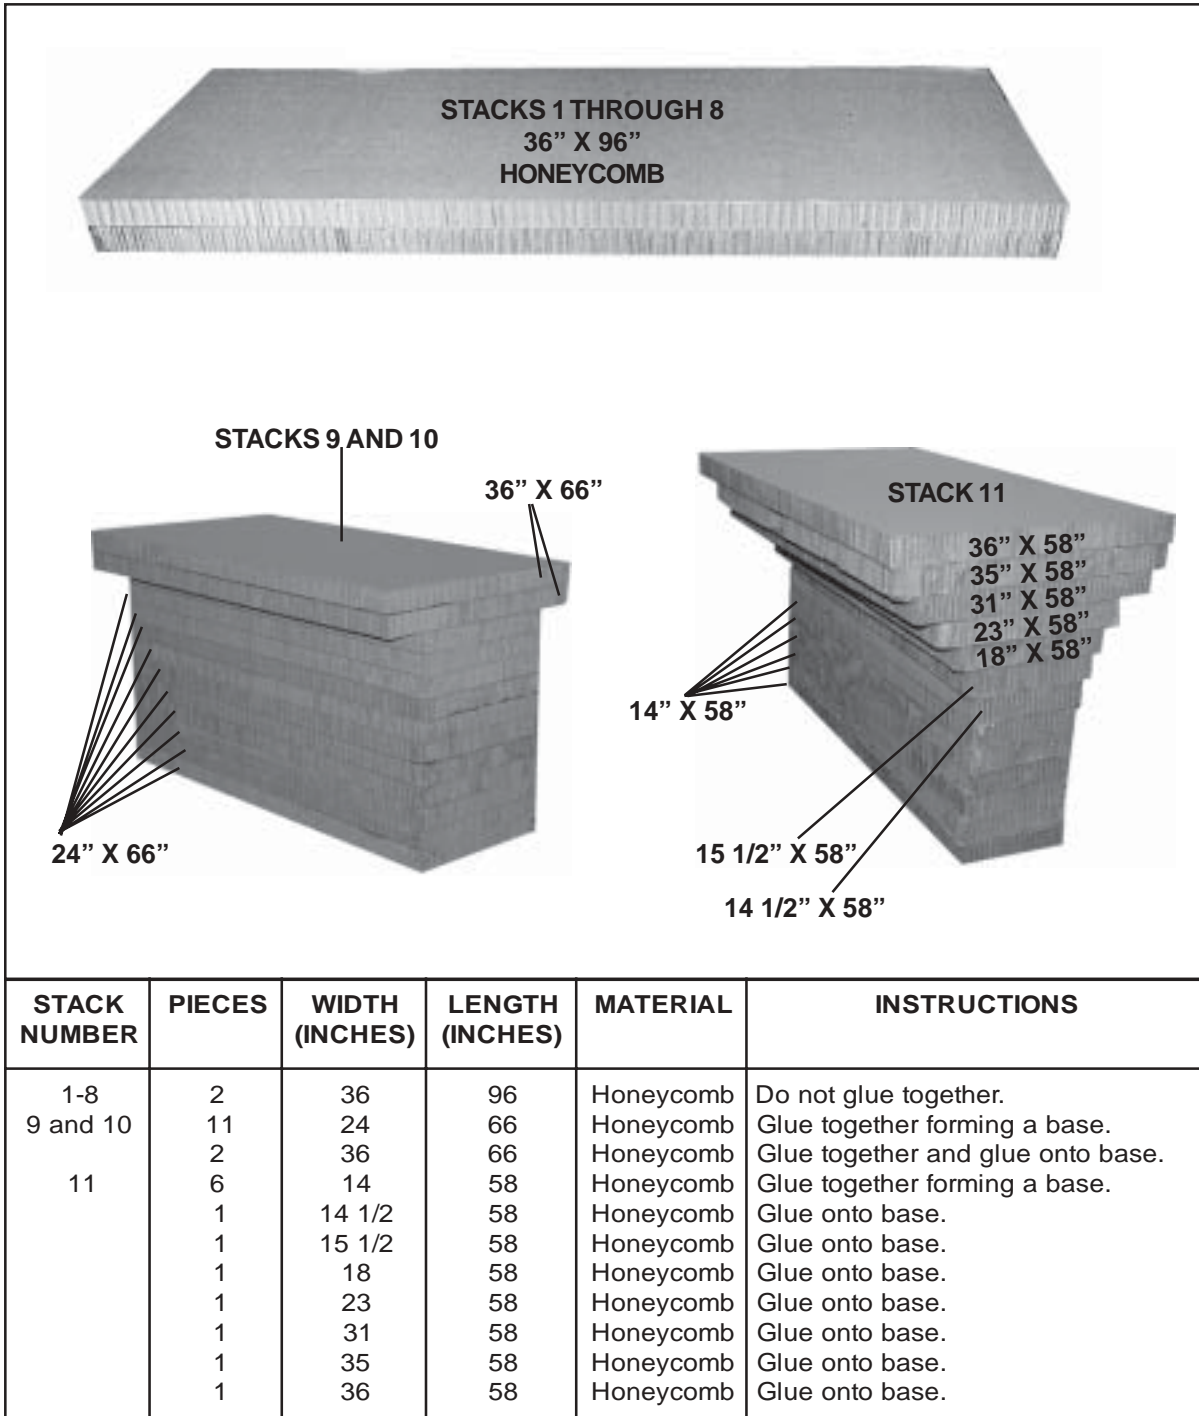 STACKS 1 THROUGH 8
36” X 96”
HONEYCOMB
STACKS 9 AND 10
36” X 66”
24” X 66”
STACK 11
36” X 58”
35” X 58”
31” X 58”
23” X 58”
18” X 58”
14” X 58”
15 1/2” X 58”
14 1/2” X 58”
STACK NUMBER PIECES WIDTH (INCHES) LENGTH (INCHES) MATERIAL INSTRUCTIONS
1-8 2 36 96 Honeycomb Do not glue together.
9 and 10 11 24 66 Honeycomb Glue together forming a base.
2 36 66 Honeycomb Glue together and glue onto base.
11 6 14 58 Honeycomb Glue together forming a base.
1 14 1/2 58 Honeycomb Glue onto base.
1 15 1/2 58 Honeycomb Glue onto base.
1 18 58 Honeycomb Glue onto base.
1 23 58 Honeycomb Glue onto base.
1 31 58 Honeycomb Glue onto base.
1 35 58 Honeycomb Glue onto base.
1 36 58 Honeycomb Glue onto base.